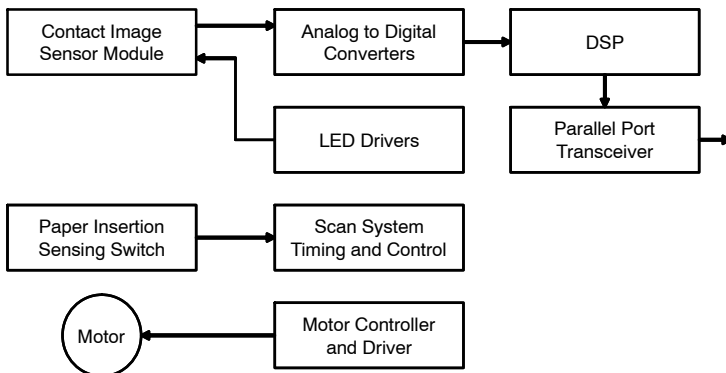 Contact Image
Sensor Module
Analog to Digital
Converters
DSP
LED Drivers
Parallel Port
Transceiver
Paper Insertion
Sensing Switch
Scan System
Timing and Control
Motor
Motor Controller
and Driver